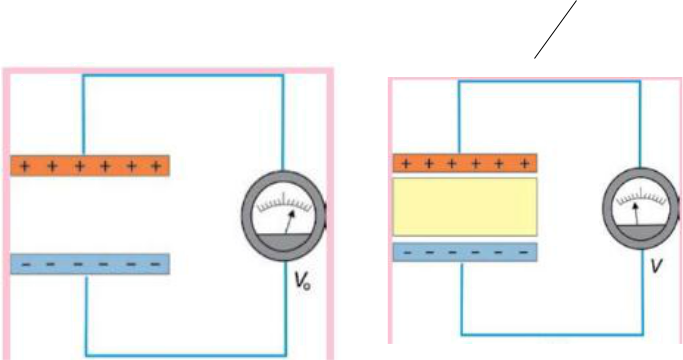 + + + + + +
- - - - - -
V₀
+ + + + + +
- - - - - -
V